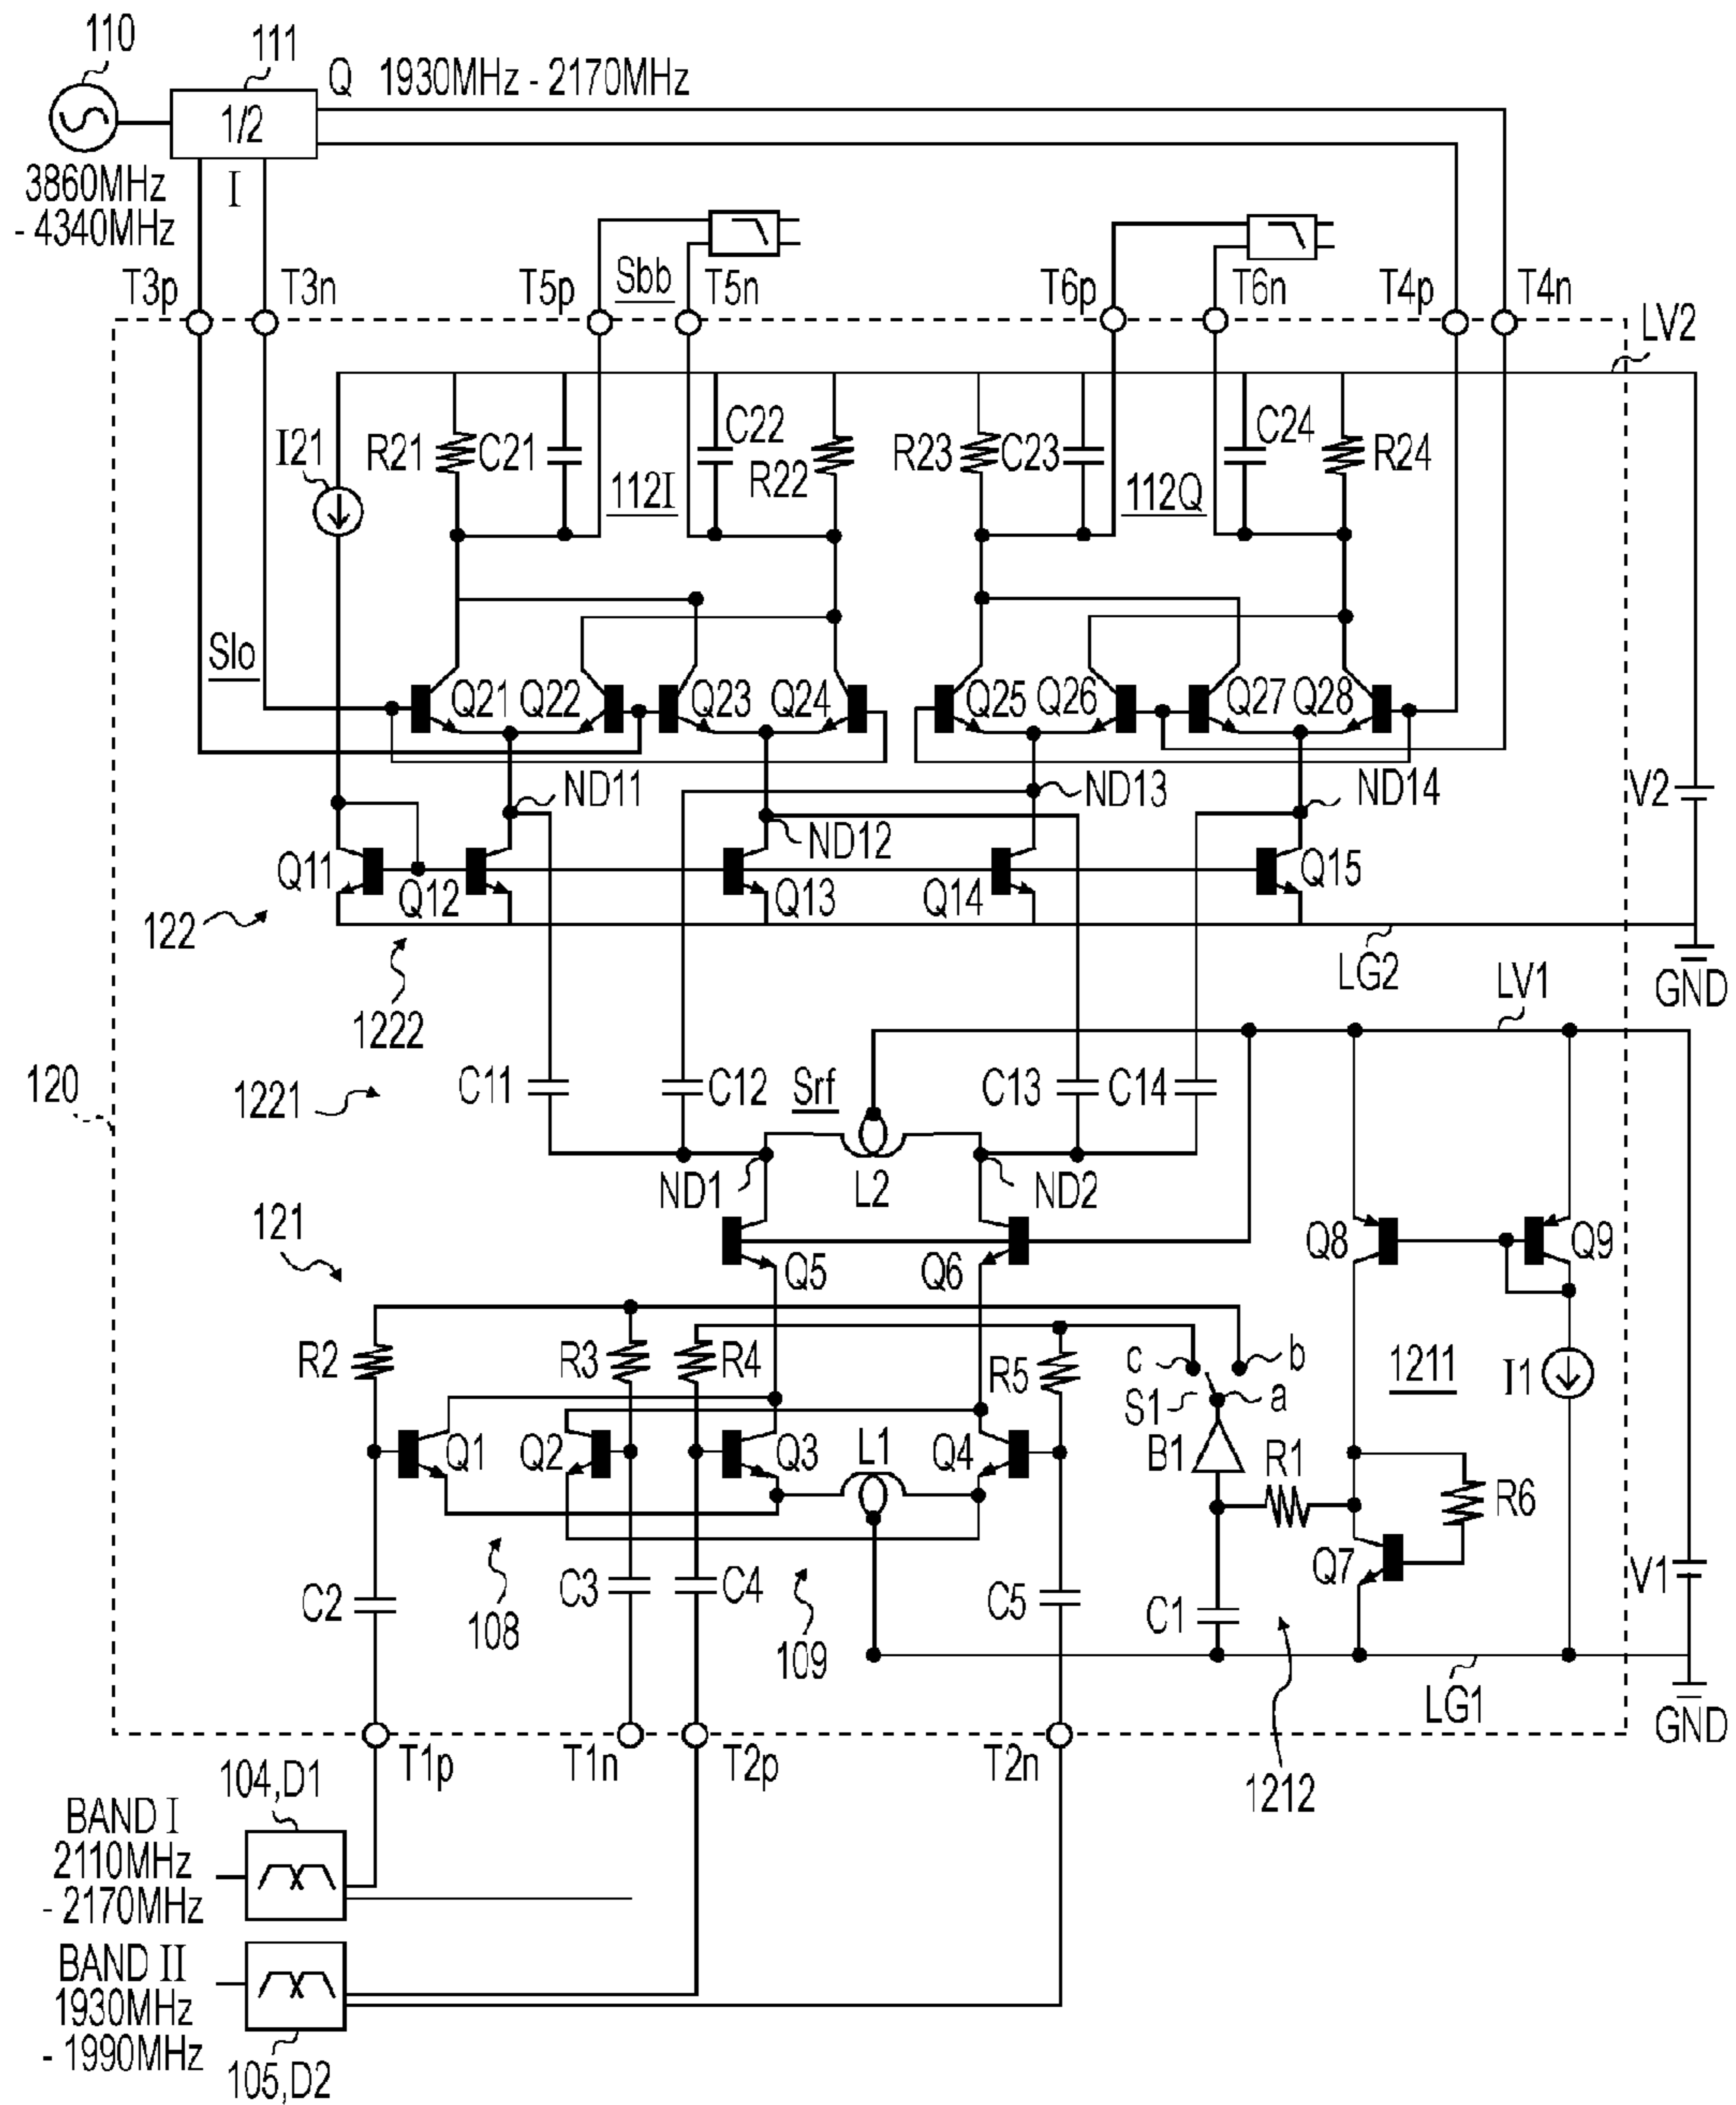 110
111
Q 1930MHz - 2170MHz
1/2
3860MHz
- 4340MHz
I
T3p
T3n
T5p
Sbb
T5n
T6p
T6n
T4p
T4n
LV2
I21
R21
C21
C22
R22
R23
C23
C24
R24
112I
112Q
Slo
Q21
Q22
Q23
Q24
Q25
Q26
Q27
Q28
ND11
ND13
ND14
V2
ND12
Q11
Q12
Q13
Q14
Q15
122
LG2
GND
1222
LV1
120
1221
C11
C12
Srf
C13
C14
ND1
L2
ND2
121
Q5
Q6
Q8
Q9
R2
R3
R4
R5
c
b
S1
a
1211
I1
Q1
Q2
Q3
L1
Q4
B1
R1
R6
Q7
V1
C2
108
C3
C4
109
C5
C1
LG1
GND
T1p
T1n
T2p
T2n
1212
104,D1
BAND I
2110MHz
- 2170MHz
BAND II
1930MHz
- 1990MHz
105,D2